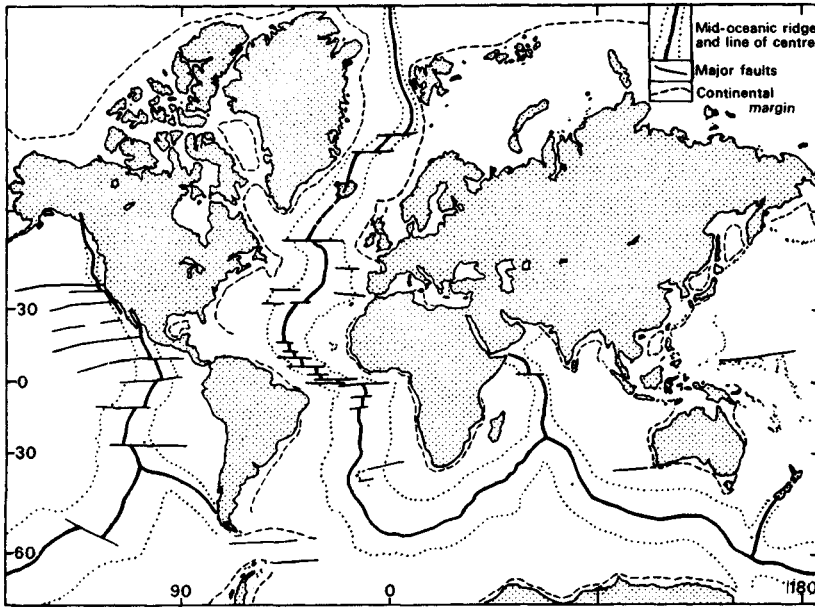 Mid-oceanic ridge
and line of centre
Major faults
Continental
margin
30
0
30
60
90
0
180